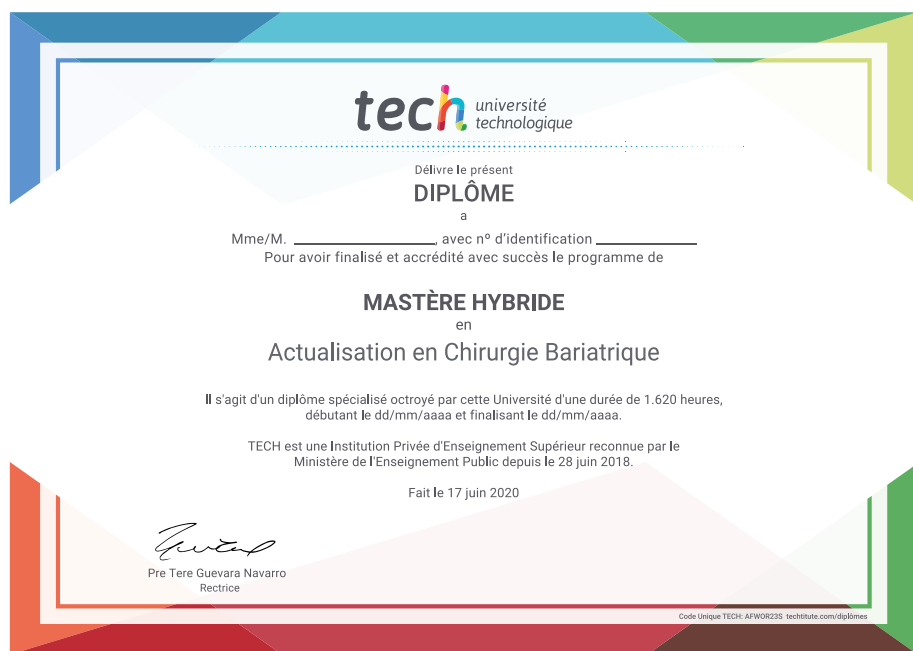 tech université
technologique
Délivre le présent
DIPLÔME
a
Mme/M. ____________________, avec nº d'identification ______________
Pour avoir finalisé et accrédité avec succès le programme de
MASTÈRE HYBRIDE
en
Actualisation en Chirurgie Bariatrique
Il s'agit d'un diplôme spécialisé octroyé par cette Université d'une durée de 1.620 heures,
débutant le dd/mm/aaaa et finalisant le dd/mm/aaaa.
TECH est une Institution Privée d'Enseignement Supérieur reconnue par le
Ministère de l'Enseignement Public depuis le 28 juin 2018.
Fait le 17 juin 2020
Pre Tere Guevara Navarro
Rectrice
Code Unique TECH: AFWOR23S techtitute.com/diplômes